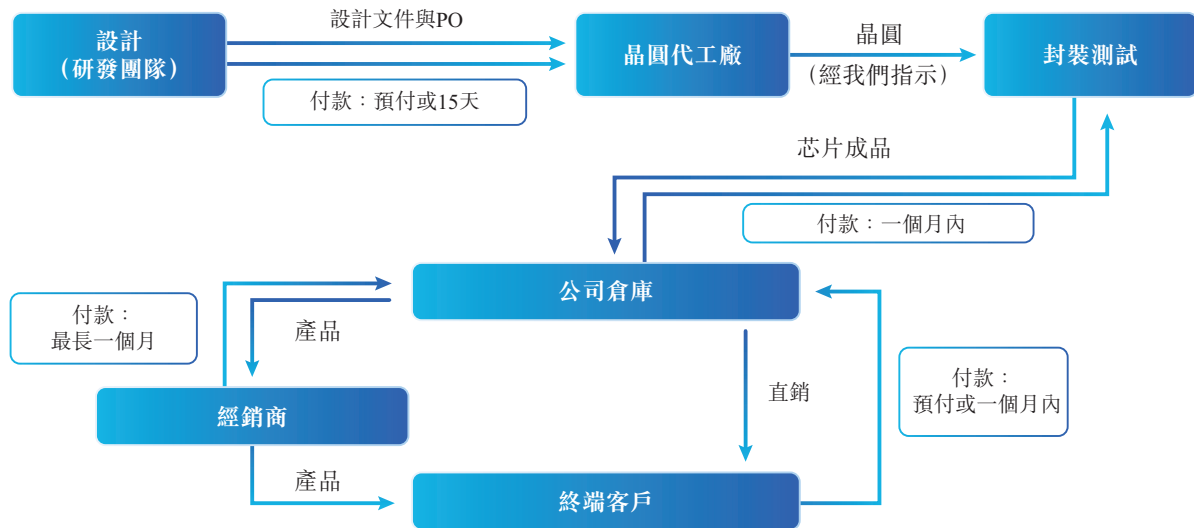 設計
（研發團隊）
設計文件與PO
付款：預付或15天
晶圓代工廠
晶圓
（經我們指示）
封裝測試
芯片成品
付款：一個月內
公司倉庫
付款：
最長一個月
產品
經銷商
產品
直銷
付款：
預付或一個月內
終端客戶